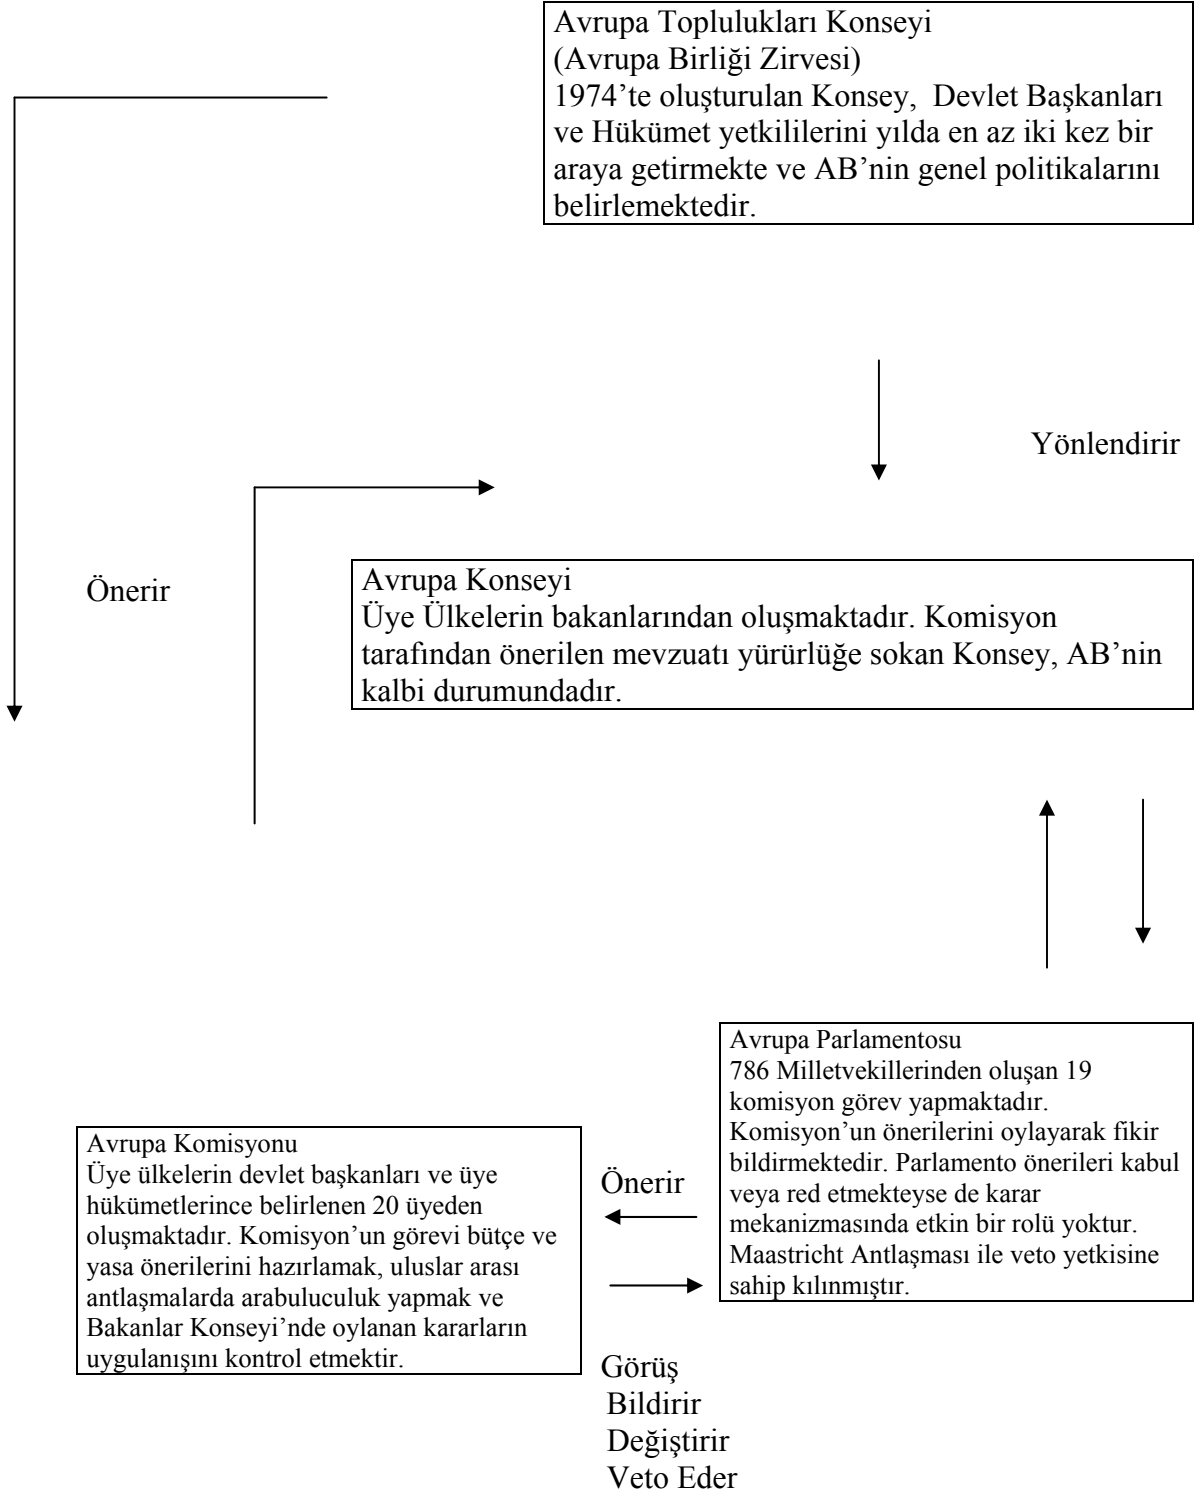 Avrupa Toplulukları Konseyi
(Avrupa Birliği Zirvesi)
1974’te oluşturulan Konsey,  Devlet Başkanları
ve Hükümet yetkililerini yılda en az iki kez bir
araya getirmekte ve AB’nin genel politikalarını
belirlemektedir.
Yönlendirir
Önerir
Avrupa Konseyi
Üye Ülkelerin bakanlarından oluşmaktadır. Komisyon
tarafından önerilen mevzuatı yürürlüğe sokan Konsey, AB’nin
kalbi durumundadır.
Avrupa Parlamentosu
786 Milletvekillerinden oluşan 19
komisyon görev yapmaktadır.
Komisyon’un önerilerini oylayarak fikir
bildirmektedir. Parlamento önerileri kabul
veya red etmekteyse de karar
mekanizmasında etkin bir rolü yoktur.
Maastricht Antlaşması ile veto yetkisine
sahip kılınmıştır.
Avrupa Komisyonu
Üye ülkelerin devlet başkanları ve üye
hükümetlerince belirlenen 20 üyeden
oluşmaktadır. Komisyon’un görevi bütçe ve
yasa önerilerini hazırlamak, uluslar arası
antlaşmalarda arabuluculuk yapmak ve
Bakanlar Konseyi’nde oylanan kararların
uygulanışını kontrol etmektir.
Önerir
Görüş
Bildirir
Değiştirir
Veto Eder